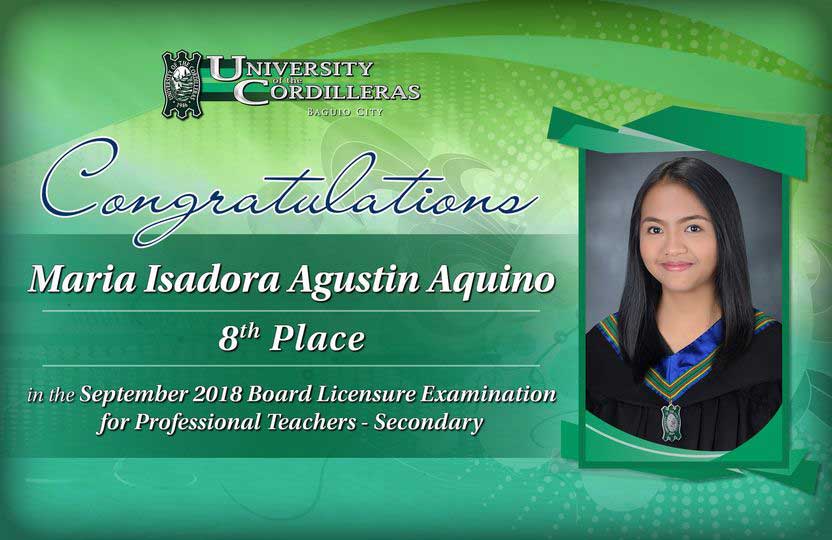 UNIVERSITY
of the
CORDILLERAS
BAGUIO CITY
Congratulations
Maria Isadora Agustin Aquino
8th Place
in the September 2018 Board Licensure Examination
for Professional Teachers - Secondary